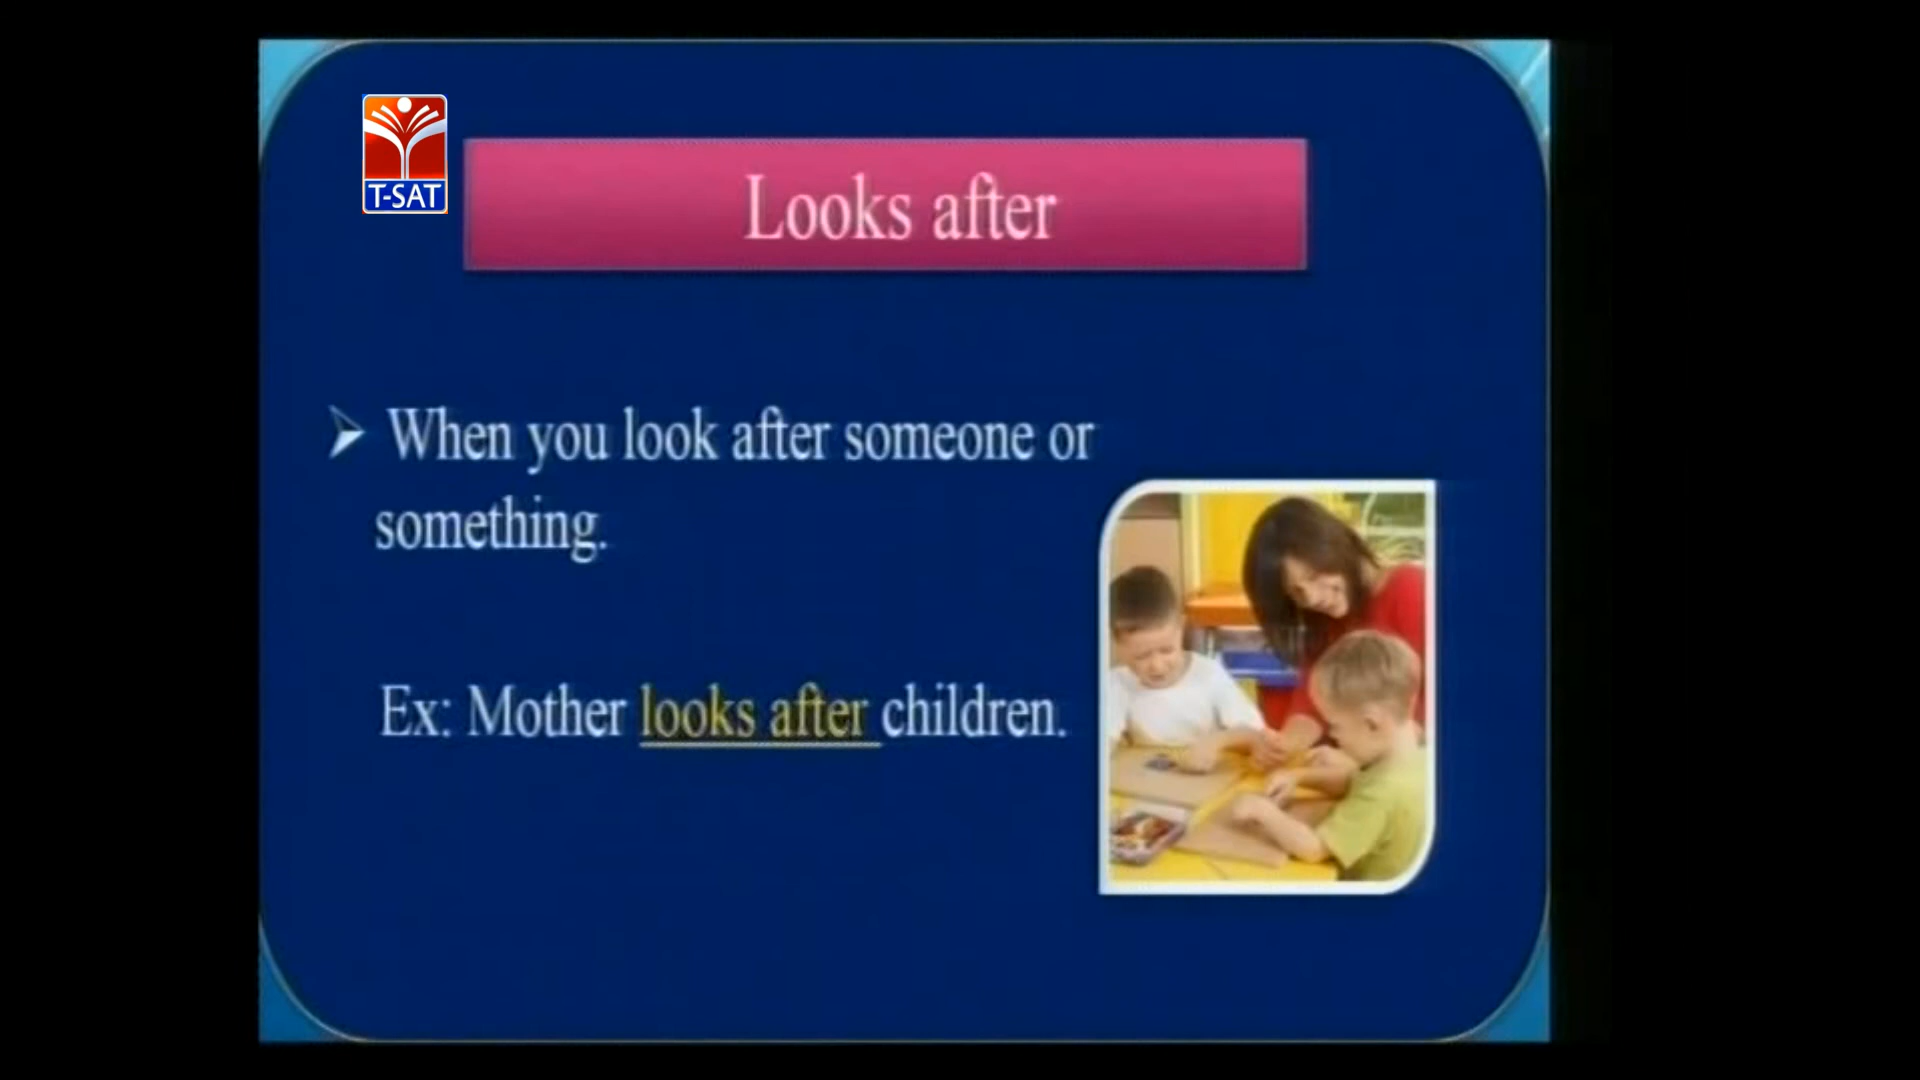 T-SAT
Looks after
When you look after someone or
something.
Ex: Mother looks after children.